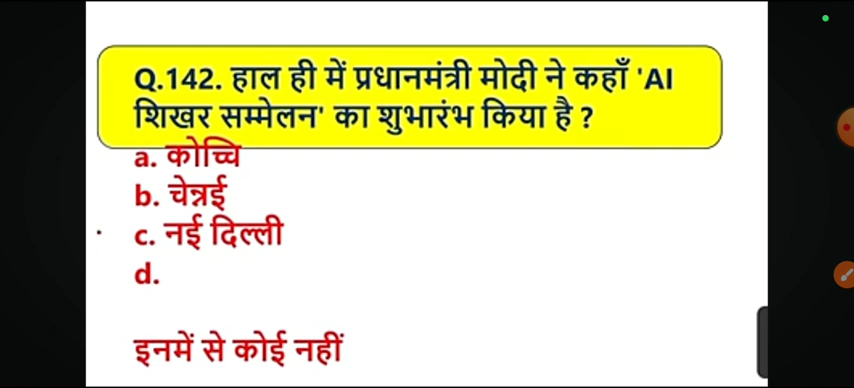 Q.142. हाल ही में प्रधानमंत्री मोदी ने कहाँ 'AI
शिखर सम्मेलन' का शुभारंभ किया है ?
a. कोच्चि
b. चेन्नई
c. नई दिल्ली
d.
इनमें से कोई नहीं